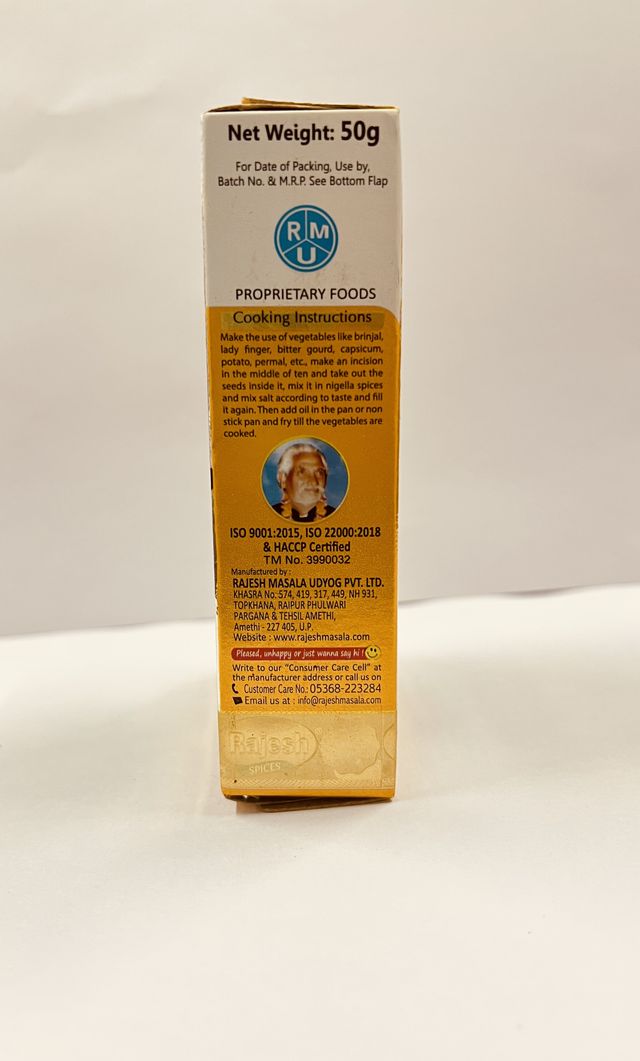 Net Weight: 50g
For Date of Packing, Use by,
Batch No. & M.R.P. See Bottom Flap
R M
U
PROPRIETARY FOODS
Cooking Instructions
Make the use of vegetables like brinjal,
lady finger, bitter gourd, capsicum,
potato, permal, etc., make an incision
in the middle of ten and take out the
seeds inside it, mix it in nigella spices
and mix salt according to taste and fill
it again. Then add oil in the pan or non
stick pan and fry till the vegetables are
cooked.
ISO 9001:2015, ISO 22000:2018
& HACCP Certified
TM No. 3990032
Manufactured by :
RAJESH MASALA UDYOG PVT. LTD.
KHASRA No. 574, 419, 317, 449, NH 931,
TOPKHANA, RAIPUR PHULWARI
PARGANA & TEHSIL AMETHI,
Amethi - 227 405, U.P.
Website : www.rajeshmasala.com
Pleased, unhappy or just wanna say hi !
Write to our "Consumer Care Cell" at
the manufacturer address or call us on
Customer Care No.: 05368-223284
Email us at : info@rajeshmasala.com
Rajesh
SPICES